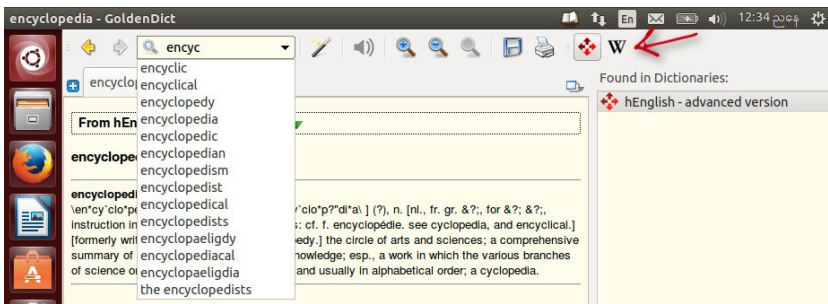 encyclopedia - GoldenDict
En
12:34 ညနေ
encyc
W
encyclop
Found in Dictionaries:
hEnglish - advanced version
encyclic
encyclical
encyclopedy
encyclopedia
encyclopedic
encyclopedian
encyclopedism
encyclopedist
encyclopedical
encyclopedists
encyclopaeligdy
encyclopediacal
encyclopaeligdia
the encyclopedists
From hEn
encyclope
encyclopedi
\en*cy`clo*pe y`clo*p?"di*a\ ] (?), n. [nl., fr. gr. &?;, for &?; &?;,
instruction in s: cf. f. encyclopédie. see cyclopedia, and encyclical.]
[formerly writ edy.] the circle of arts and sciences; a comprehensive
summary of nowledge; esp., a work in which the various branches
of science o and usually in alphabetical order; a cyclopedia.